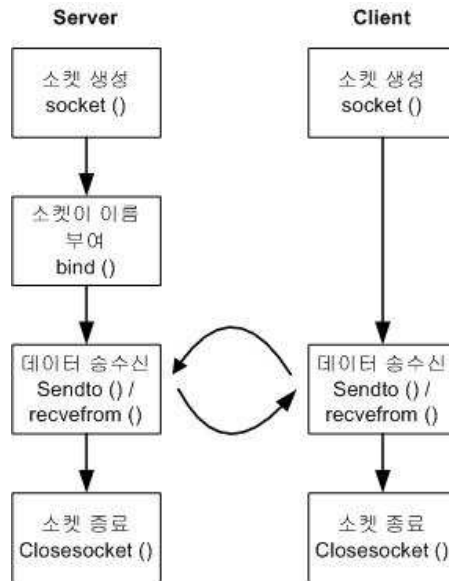 Server
소켓 생성
socket ()
소켓이 이름
부여
bind ()
데이터 송수신
Sendto () /
recvefrom ()
소켓 종료
Closesocket ()
Client
소켓 생성
socket ()
데이터 송수신
Sendto () /
recvefrom ()
소켓 종료
Closesocket ()